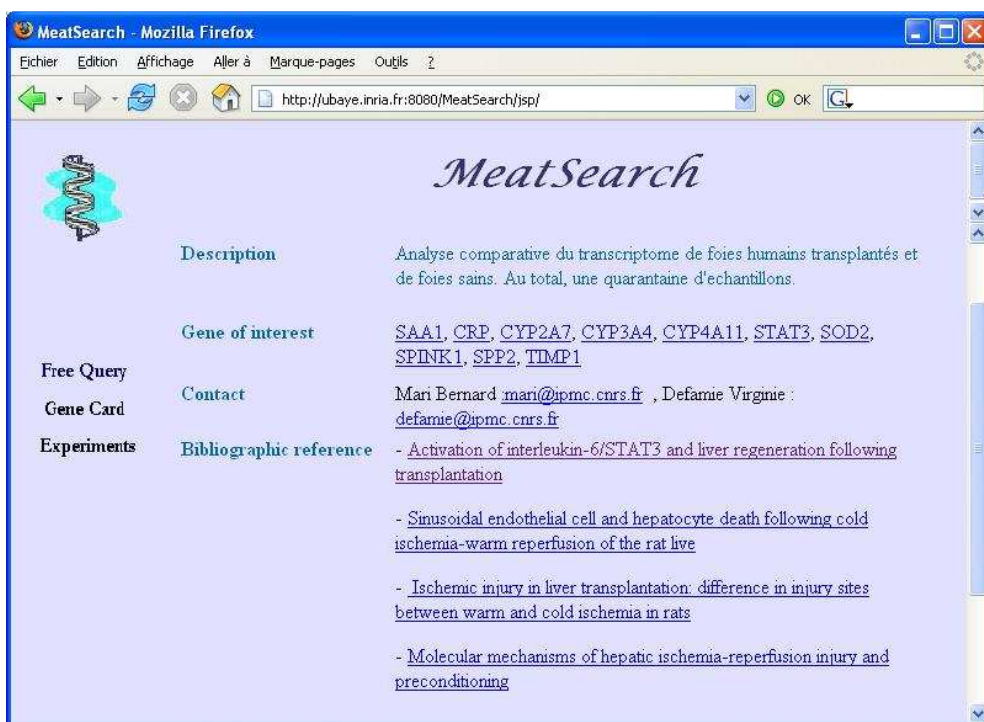 MeatSearch - Mozilla Firefox
Fichier Edition Affichage Aller à Marque-pages Outils ?
http://ubaye.inria.fr:8080/MeatSearch/jsp/ OK G
MeatSearch
Description
Analyse comparative du transcriptome de foies humains transplantés et
de foies sains. Au total, une quarantaine d'echantillons.
Gene of interest
SAA1, CRP, CYP2A7, CYP3A4, CYP4A11, STAT3, SOD2,
SPINK1, SPP2, TIMP1
Free Query
Gene Card
Experiments
Contact
Mari Bernard :mari@ipmc.cnrs.fr , Defamie Virginie :
defamie@ipmc.cnrs.fr
Bibliographic reference
- Activation of interleukin-6/STAT3 and liver regeneration following
transplantation
- Sinusoidal endothelial cell and hepatocyte death following cold
ischemia-warm reperfusion of the rat live
- Ischemic injury in liver transplantation: difference in injury sites
between warm and cold ischemia in rats
- Molecular mechanisms of hepatic ischemia-reperfusion injury and
preconditioning